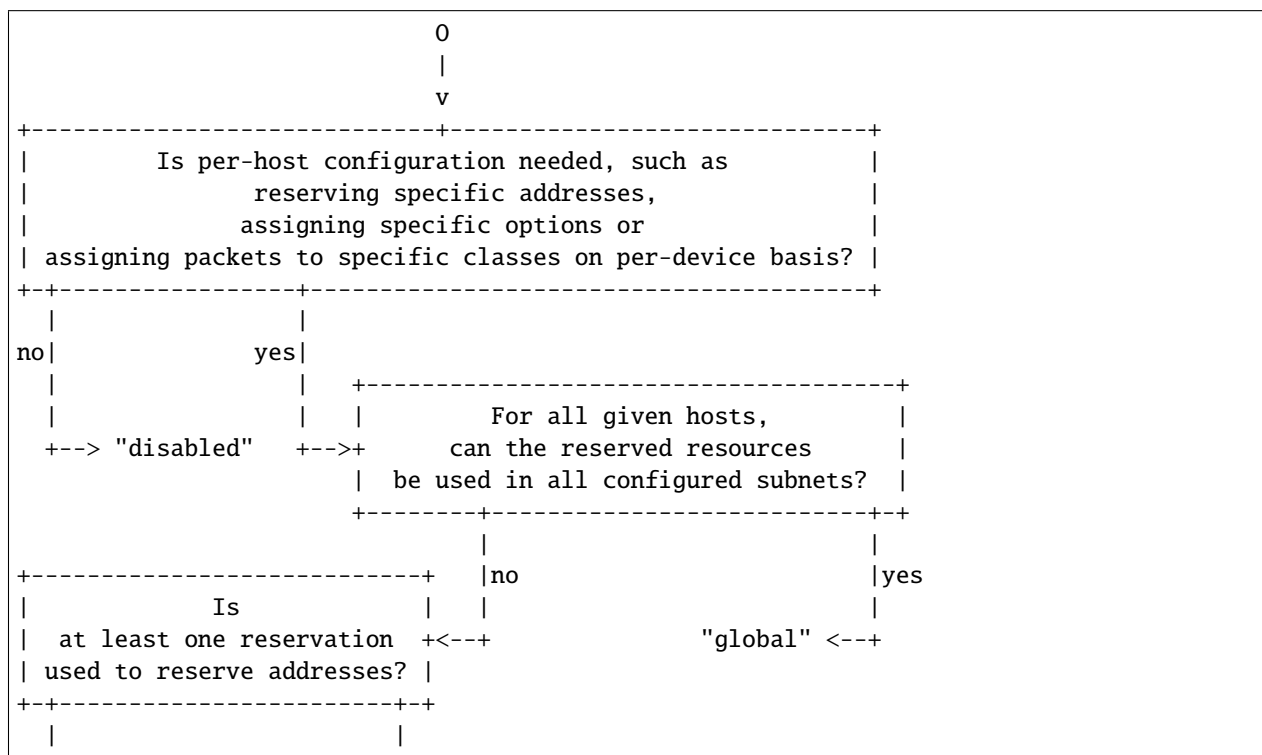 O
                              |
                              v
+-----------------------------+------------------------------+
|         Is per-host configuration needed, such as          |
|                reserving specific addresses,               |
|               assigning specific options or                |
| assigning packets to specific classes on per-device basis? |
+-+-----------------+----------------------------------------+
  |                 |
no|              yes|
  |                 |   +--------------------------------------+
  |                 |   |         For all given hosts,         |
  +--> "disabled"   +-->+      can the reserved resources      |
                        |  be used in all configured subnets?  |
                        +--------+---------------------------+-+
                                 |                           |
+----------------------------+   |no                         |yes
|             Is             |   |                           |
|  at least one reservation  +<--+               "global" <--+
| used to reserve addresses? |
+-+------------------------+-+
  |                        |